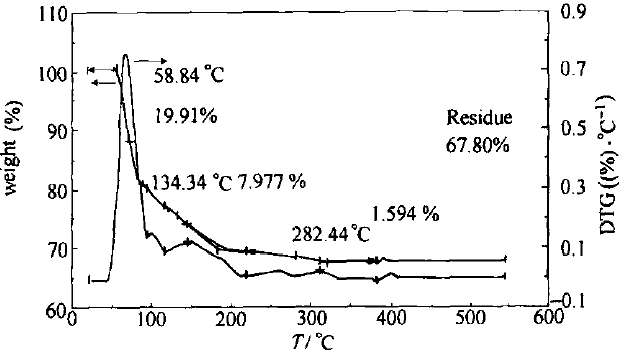 110
100
90
80
70
60
weight (%)
58.84 °C
19.91%
134.34 °C 7.977 %
282.44 °C
1.594 %
Residue
67.80%
0.9
0.7
0.5
0.3
0.1
-0.1
DTG((%)·°C⁻¹)
0 100 200 300 400 500 600
T/°C